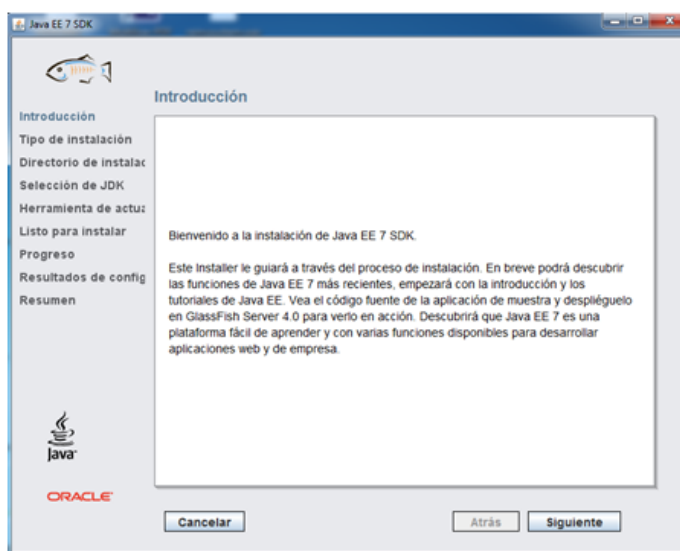 Java EE 7 SDK
Introducción
Introducción
Tipo de instalación
Directorio de instalac
Selección de JDK
Herramienta de actua
Listo para instalar
Progreso
Resultados de config
Resumen
Bienvenido a la instalación de Java EE 7 SDK.
Este Installer le guiará a través del proceso de instalación. En breve podrá descubrir
las funciones de Java EE 7 más recientes, empezará con la introducción y los
tutoriales de Java EE. Vea el código fuente de la aplicación de muestra y despliéguelo
en GlassFish Server 4.0 para verlo en acción. Descubrirá que Java EE 7 es una
plataforma fácil de aprender y con varias funciones disponibles para desarrollar
aplicaciones web y de empresa.
Java
ORACLE
Cancelar
Atrás
Siguiente